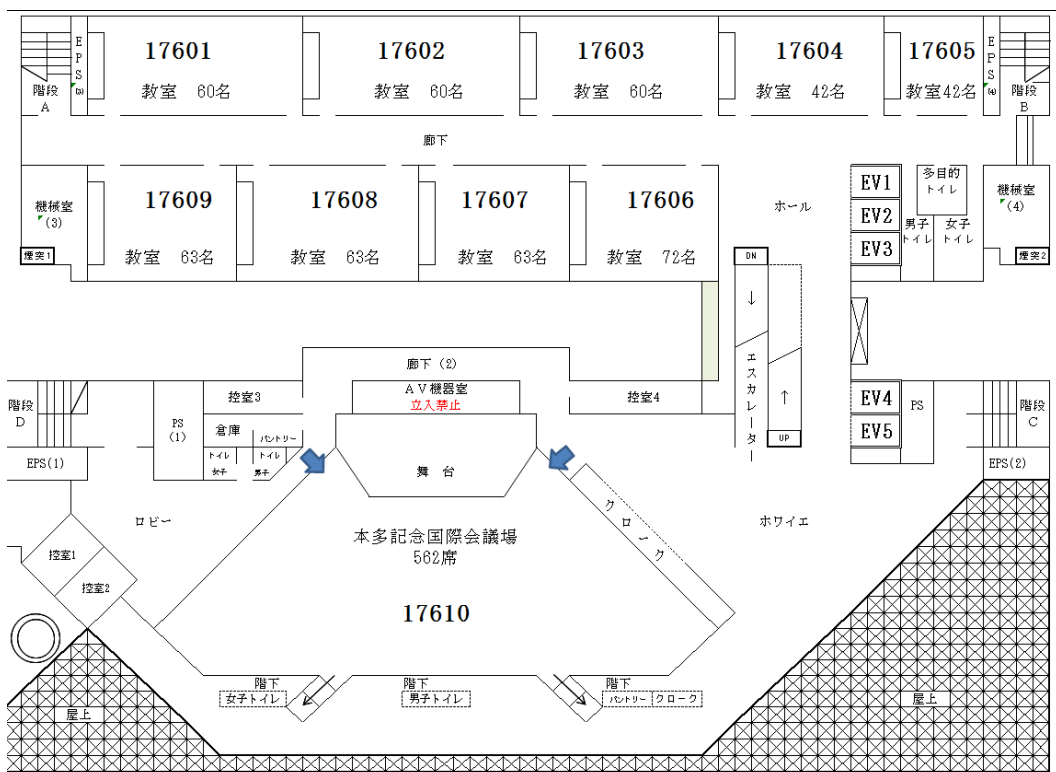 17601
17602
17603
17604
17605
EPS(3)
EPS(4)
教室 60名
教室 60名
教室 60名
教室 42名
教室42名
階段
A
階段
B
廊下
17609
17608
17607
17606
ホール
EV1
EV2
EV3
多目的
トイレ
男子
トイレ
女子
トイレ
機械室
(3)
機械室
(4)
教室 63名
教室 63名
教室 63名
教室 72名
煙突1
煙突2
DN
↓
エスカレーター
↑
UP
廊下 (2)
AV機器室
立入禁止
控室3
控室4
階段
D
PS
(1)
倉庫
パントリー
トイレ
女子
トイレ
男子
EV4
EV5
PS
階段
C
EPS(1)
EPS(2)
舞 台
ロビー
クロノク
ホワイエ
本多記念国際会議場
562席
17610
控室1
控室2
階下
女子トイレ
階下
男子トイレ
階下
パントリー
クローク
屋上
屋上